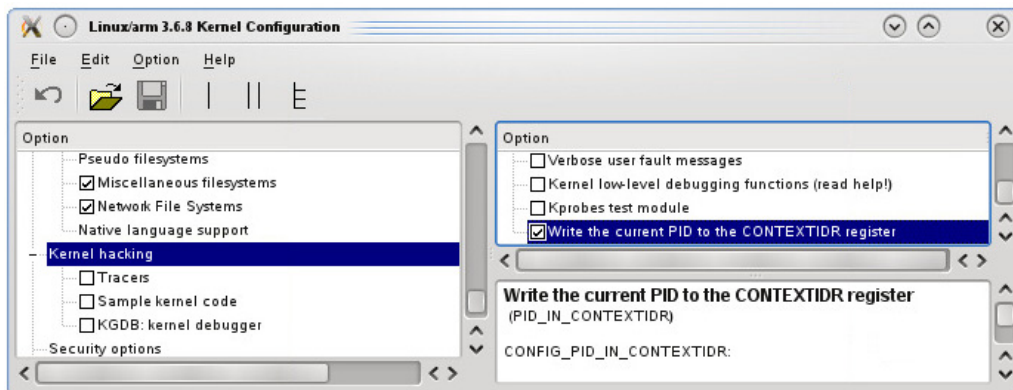 Linux/arm 3.6.8 Kernel Configuration
File Edit Option Help
Option
Pseudo filesystems
Miscellaneous filesystems
Network File Systems
Native language support
Kernel hacking
Tracers
Sample kernel code
KGDB: kernel debugger
Security options
Option
Verbose user fault messages
Kernel low-level debugging functions (read help!)
Kprobes test module
Write the current PID to the CONTEXTIDR register
Write the current PID to the CONTEXTIDR register
(PID_IN_CONTEXTIDR)
CONFIG_PID_IN_CONTEXTIDR: